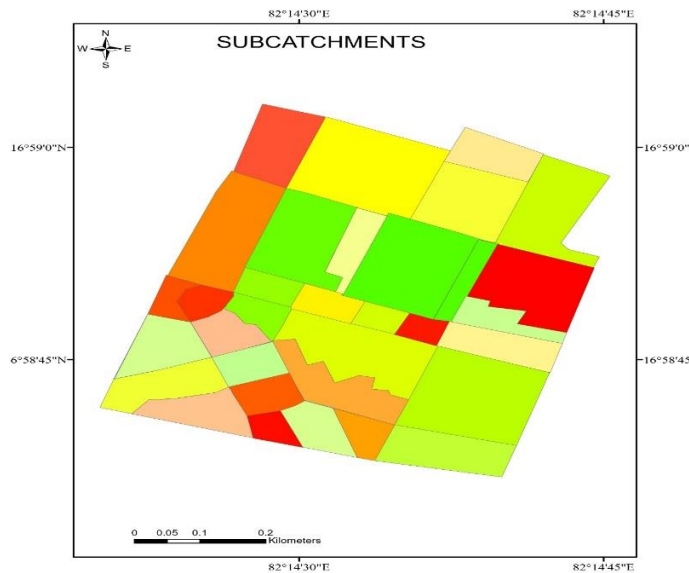 82°14'30"E 82°14'45"E
SUBCATCHMENTS
N
W E
S
16°59'0"N 16°59'0"
6°58'45"N 16°58'45"
0 0.05 0.1 0.2
Kilometers
82°14'30"E 82°14'45"E